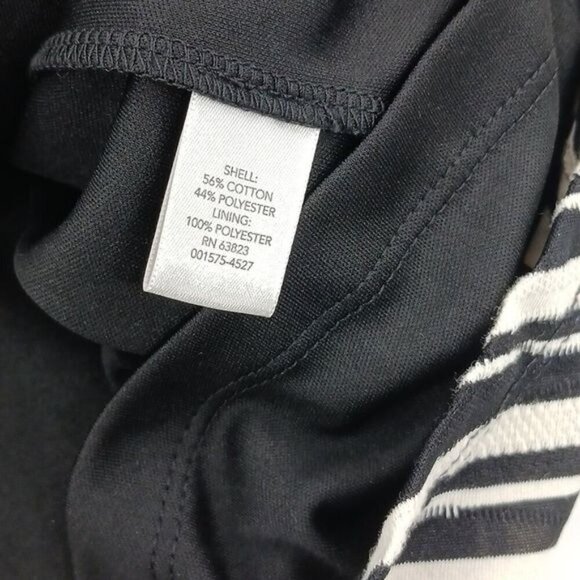 SHELL:
56% COTTON
44% POLYESTER
LINING:
100% POLYESTER
RN 63823
001575-4527